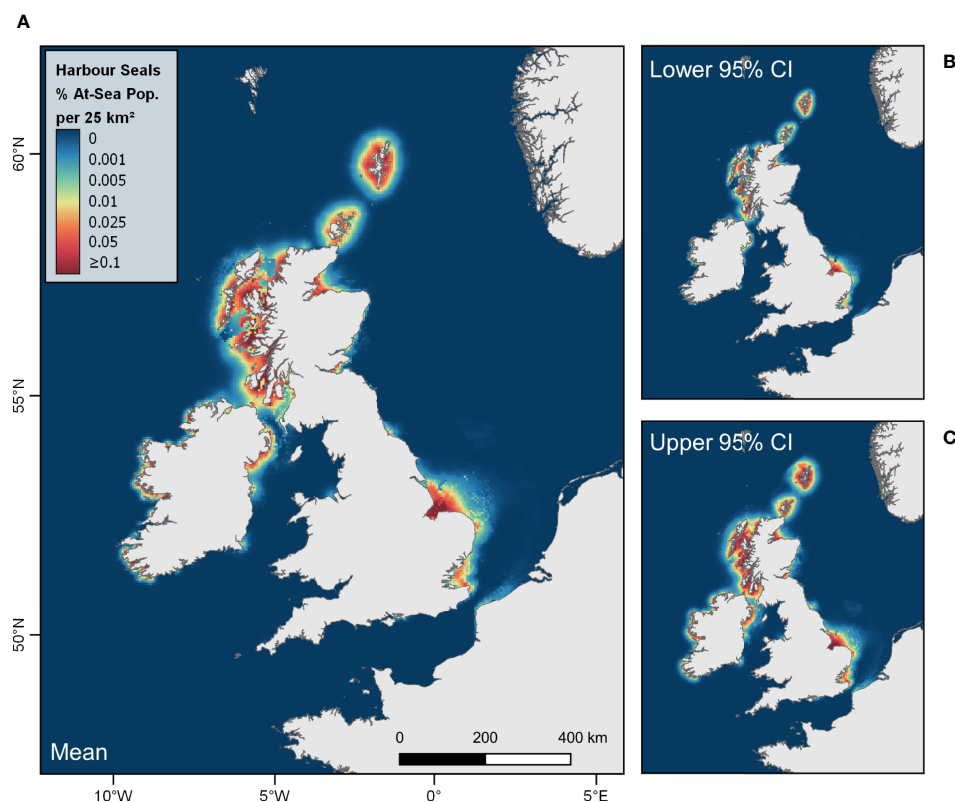 A
Harbour Seals
% At-Sea Pop.
per 25 km²
0
0.001
0.005
0.01
0.025
0.05
≥0.1
60°N
55°N
50°N
Mean
0 200 400 km
10°W 5°W 0° 5°E
B
Lower 95% CI
C
Upper 95% CI